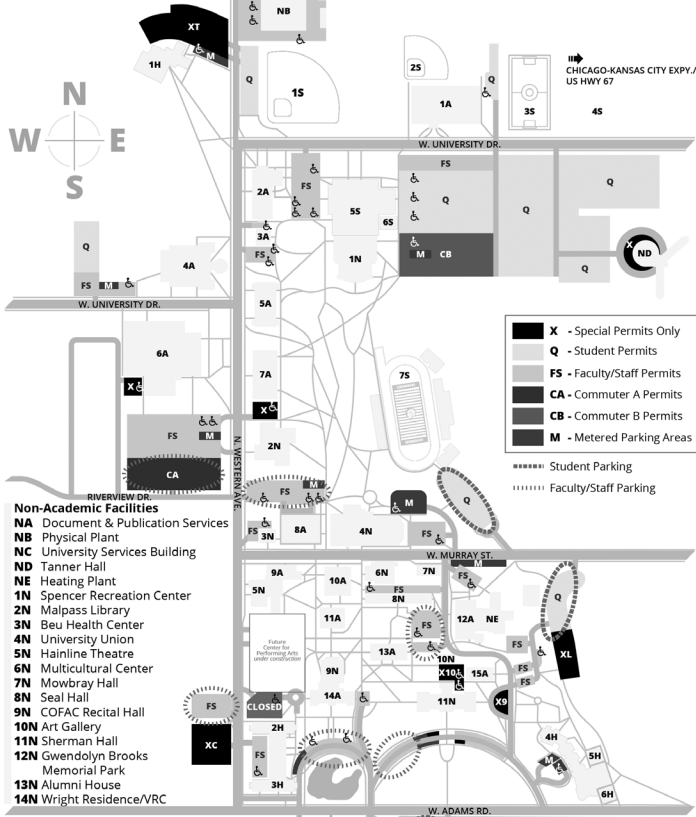 XT
NB
M
1H
Q
1S
2S
1A
Q
3S
4S
CHICAGO-KANSAS CITY EXPY./
US HWY 67
N
W E
S
W. UNIVERSITY DR.
FS
2A
FS
5S
6S
Q
Q
Q
3A
FS
1N
M CB
X
ND
Q
Q
4A
FS M
W. UNIVERSITY DR.
5A
6A
7A
7S
X
X
X - Special Permits Only
Q - Student Permits
FS - Faculty/Staff Permits
CA - Commuter A Permits
CB - Commuter B Permits
M - Metered Parking Areas
Student Parking
Faculty/Staff Parking
FS
M
2N
CA
N. WESTERN AVE.
RIVERVIEW DR.
M
FS
M
Q
FS
3N
8A
4N
FS
W. MURRAY ST.
Non-Academic Facilities
NA Document & Publication Services
NB Physical Plant
NC University Services Building
ND Tanner Hall
NE Heating Plant
1N Spencer Recreation Center
2N Malpass Library
3N Beu Health Center
4N University Union
5N Hainline Theatre
6N Multicultural Center
7N Mowbray Hall
8N Seal Hall
9N COFAC Recital Hall
10N Art Gallery
11N Sherman Hall
12N Gwendolyn Brooks
Memorial Park
13N Alumni House
14N Wright Residence/VRC
M
9A
5N
10A
6N
7N
FS
FS
8N
Q
11A
FS
12A NE
Future
Center for
Performing Arts
under construction
13A
10N
FS
XL
9N
X10
15A
FS
FS
14A
11N
X9
FS
CLOSED
XC
2H
FS
3H
4H
5H
M
6H
W. ADAMS RD.